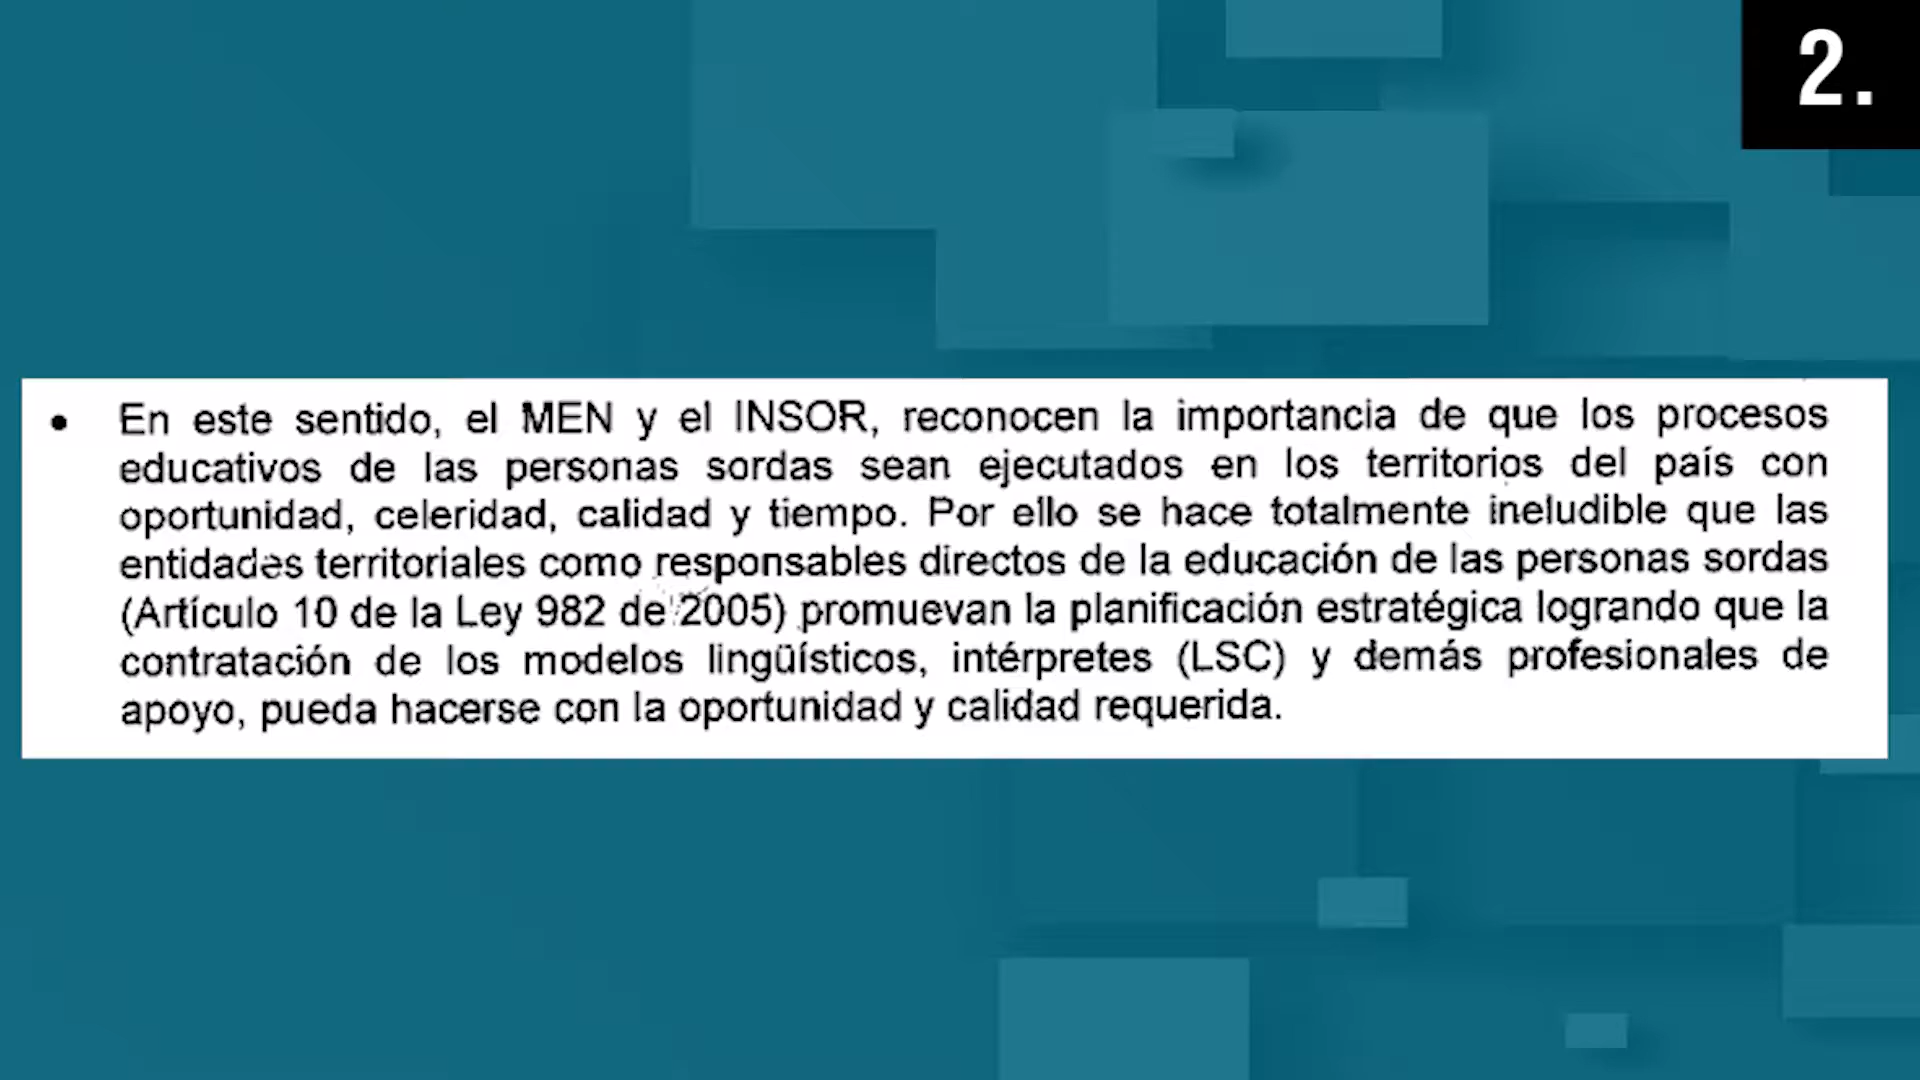 2.
• En este sentido, el MEN y el INSOR, reconocen la importancia de que los procesos
educativos de las personas sordas sean ejecutados en los territorios del país con
oportunidad, celeridad, calidad y tiempo. Por ello se hace totalmente ineludible que las
entidades territoriales como responsables directos de la educación de las personas sordas
(Artículo 10 de la Ley 982 de 2005) promuevan la planificación estratégica logrando que la
contratación de los modelos lingüísticos, intérpretes (LSC) y demás profesionales de
apoyo, pueda hacerse con la oportunidad y calidad requerida.